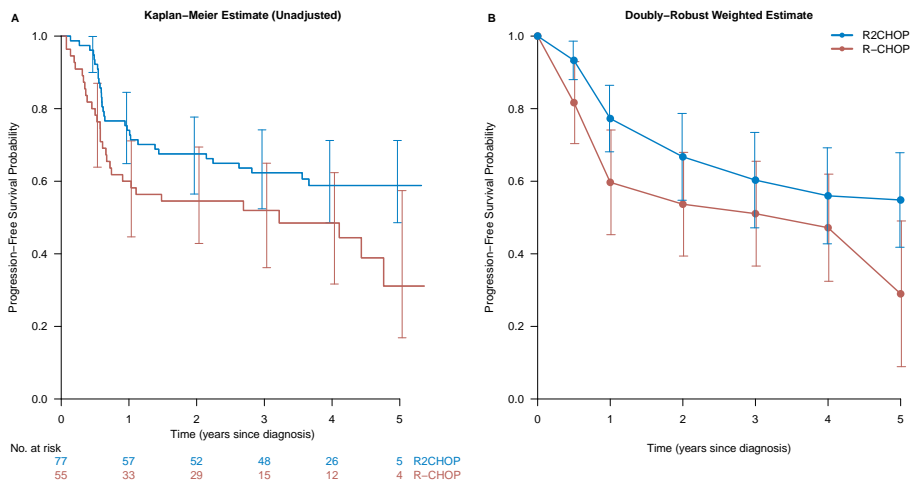 A
Kaplan−Meier Estimate (Unadjusted)
Progression−Free Survival Probability
1.0
0.8
0.6
0.4
0.2
0.0
0 1 2 3 4 5
Time (years since diagnosis)
No. at risk
77 57 52 48 26 5 R2CHOP
55 33 29 15 12 4 R−CHOP
B
Doubly−Robust Weighted Estimate
R2CHOP
R−CHOP
Progression−Free Survival Probability
1.0
0.8
0.6
0.4
0.2
0.0
0 1 2 3 4 5
Time (years since diagnosis)